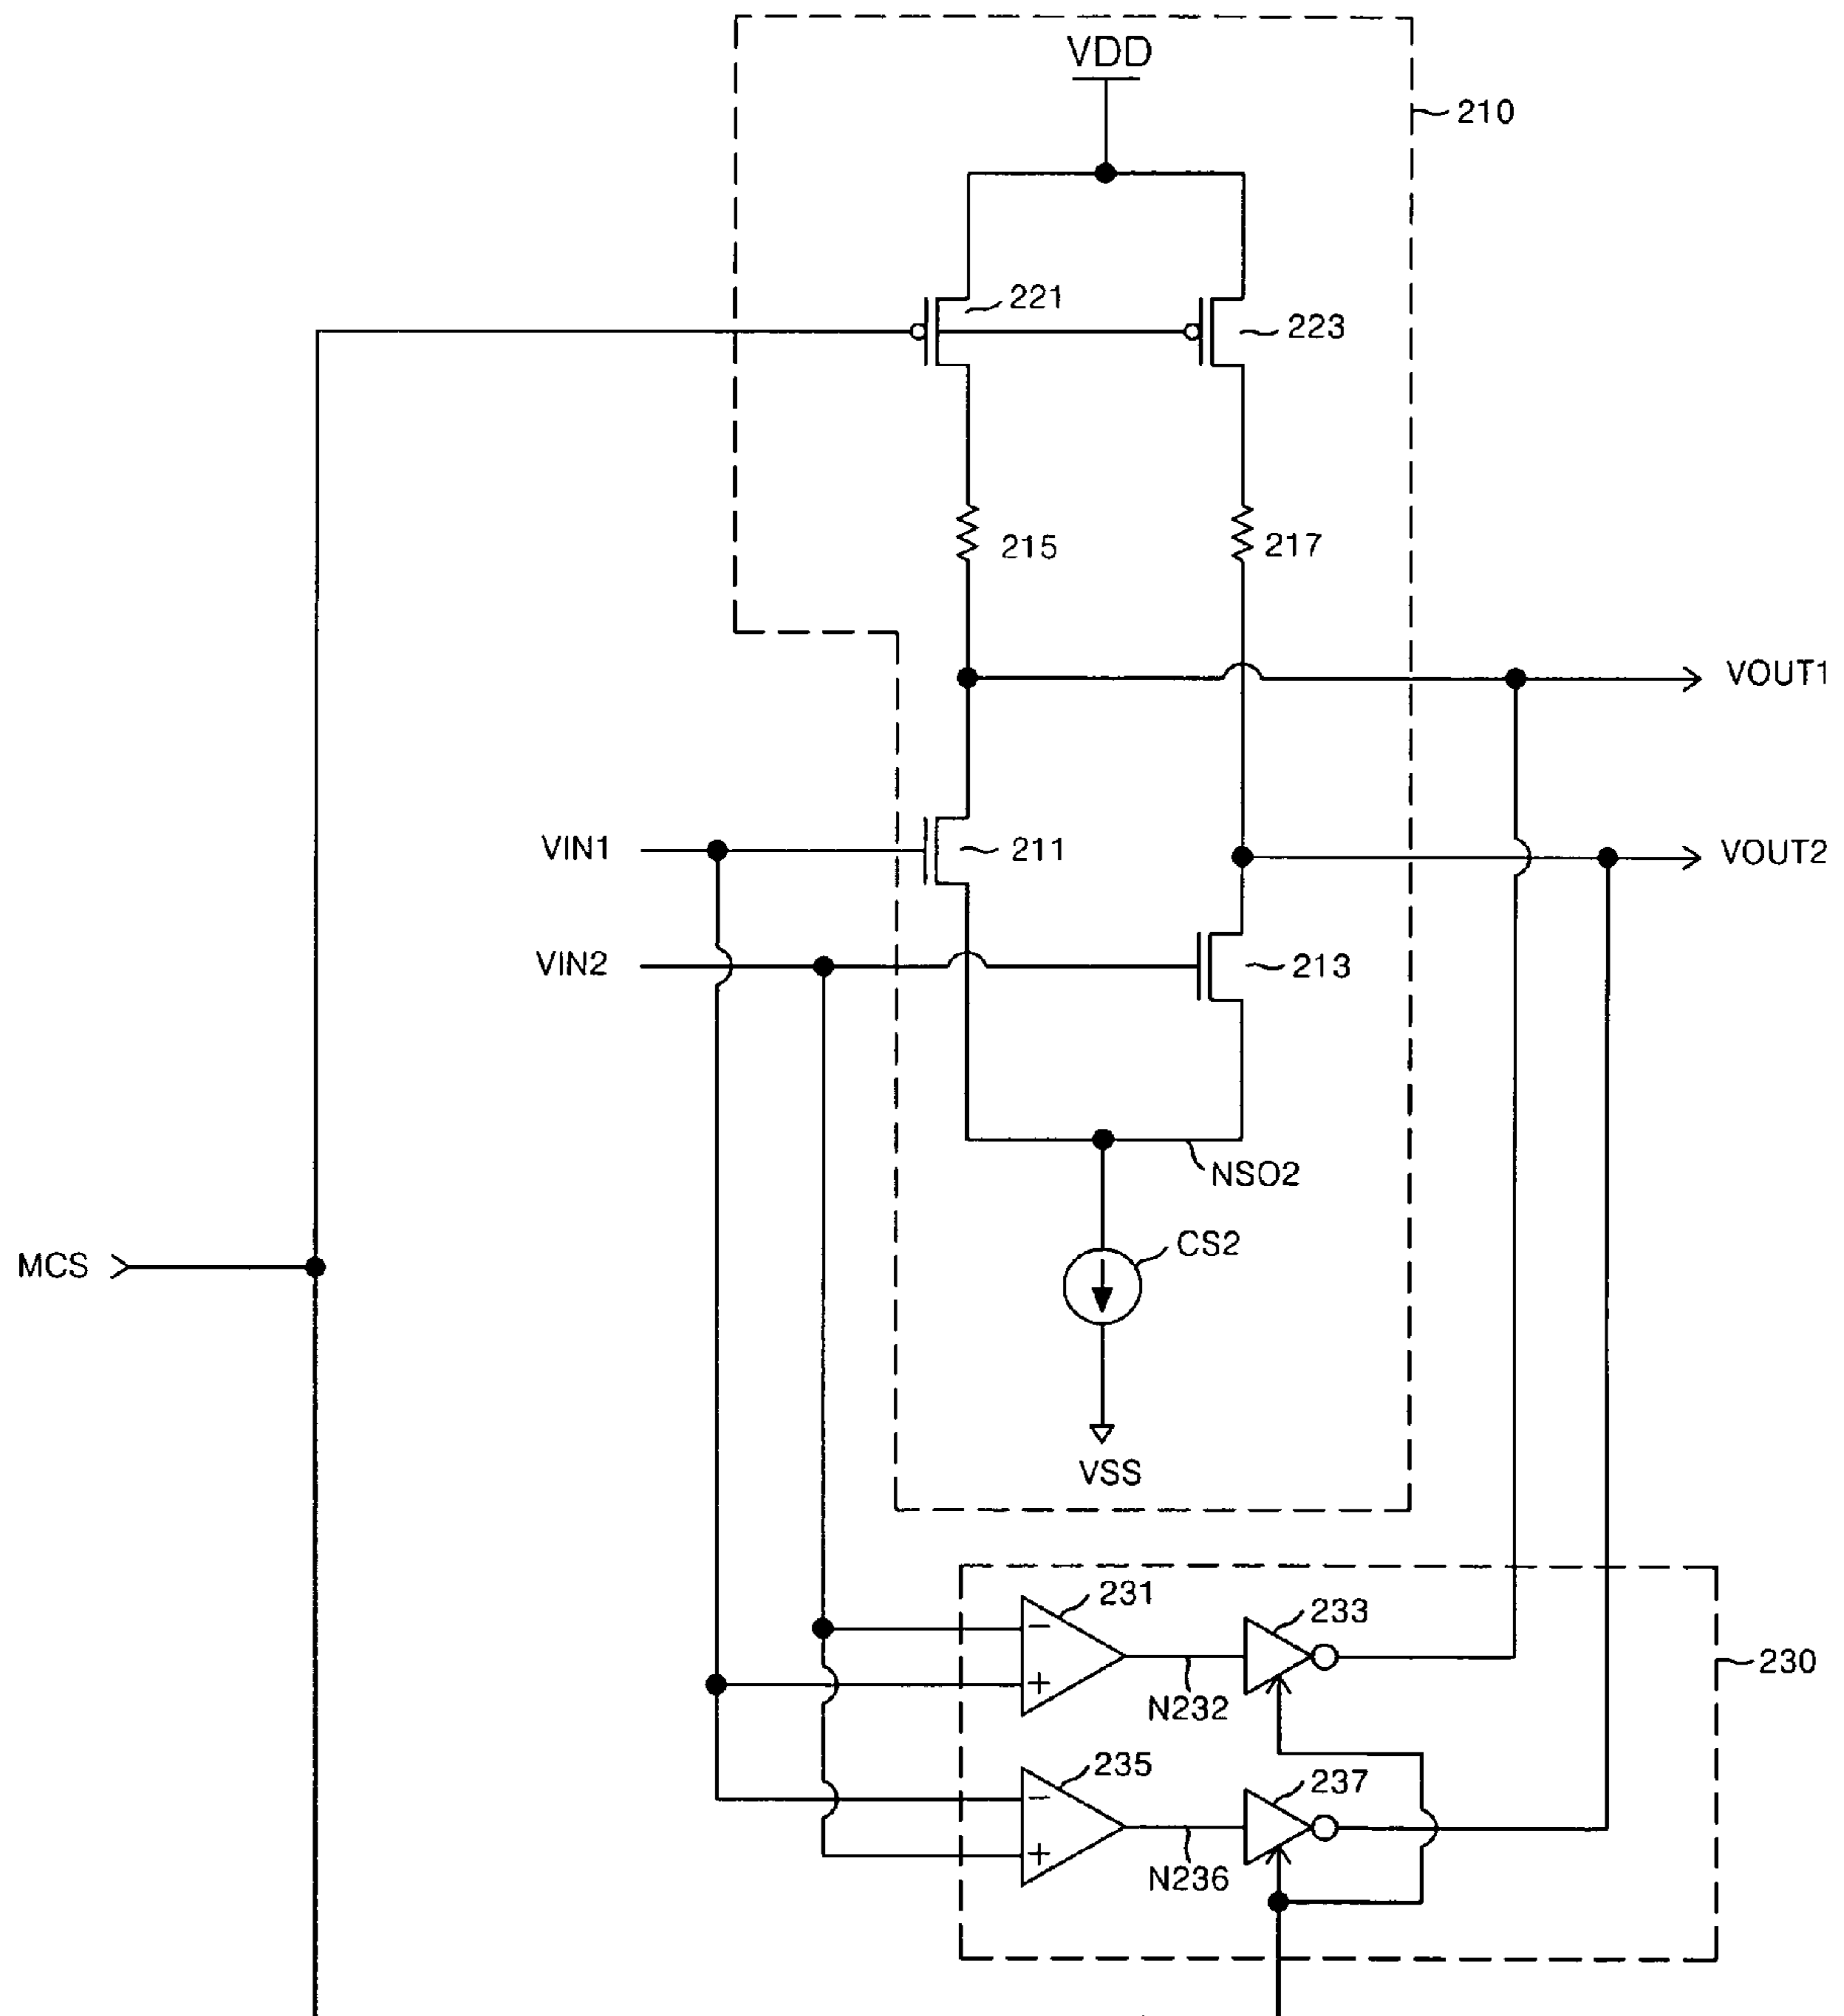 VDD
210
221
223
215
217
VOUT1
VIN1
211
VOUT2
VIN2
213
NSO2
CS2
MCS
VSS
231
233
−
+
N232
230
235
237
−
+
N236